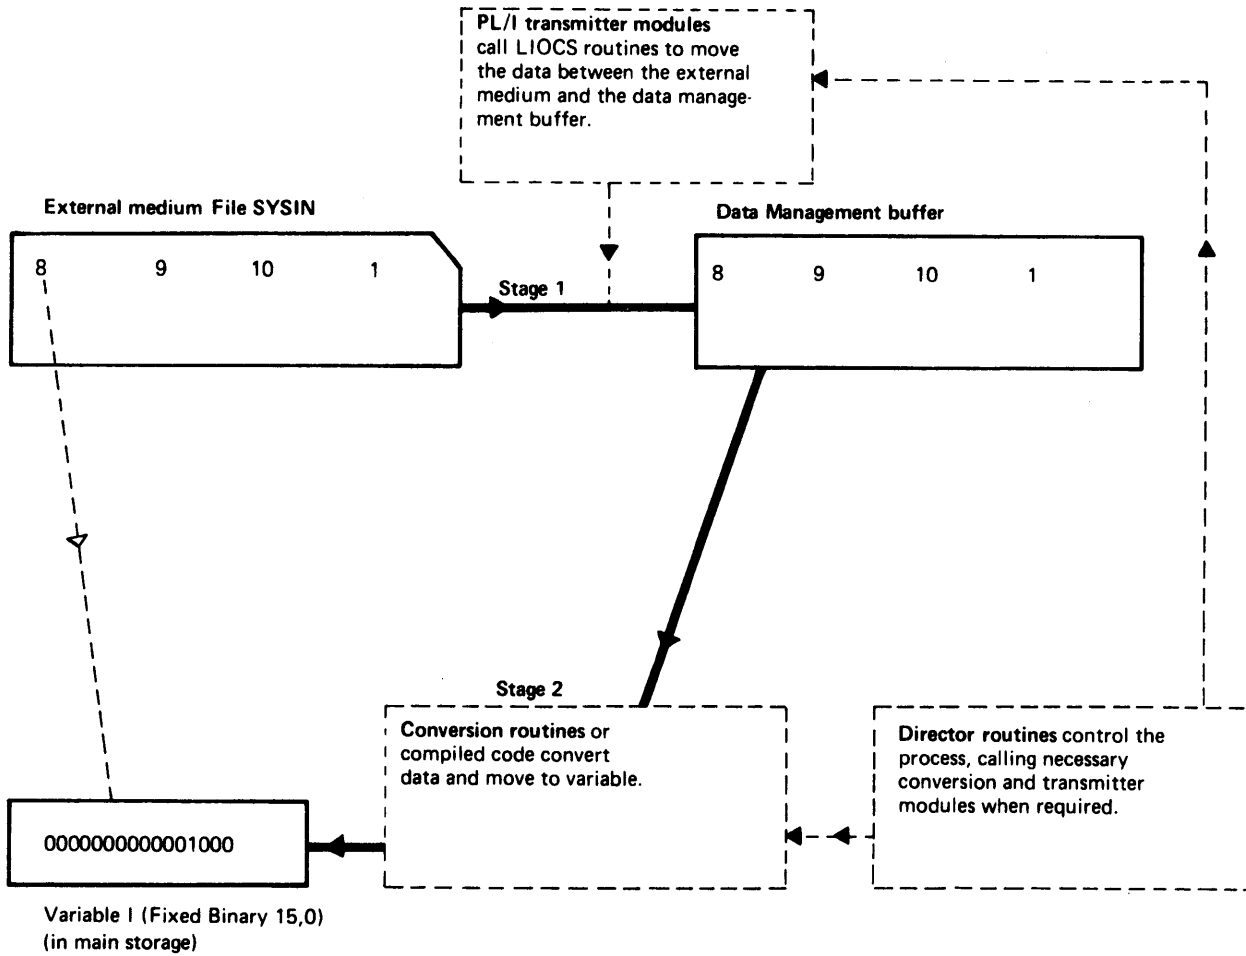 PL/I transmitter modules
call LIOCS routines to move
the data between the external
medium and the data manage-
ment buffer.
External medium File SYSIN
Data Management buffer
8 9 10 1
8 9 10 1
Stage 1
Stage 2
Conversion routines or
compiled code convert
data and move to variable.
Director routines control the
process, calling necessary
conversion and transmitter
modules when required.
0000000000001000
Variable I (Fixed Binary 15,0)
(in main storage)